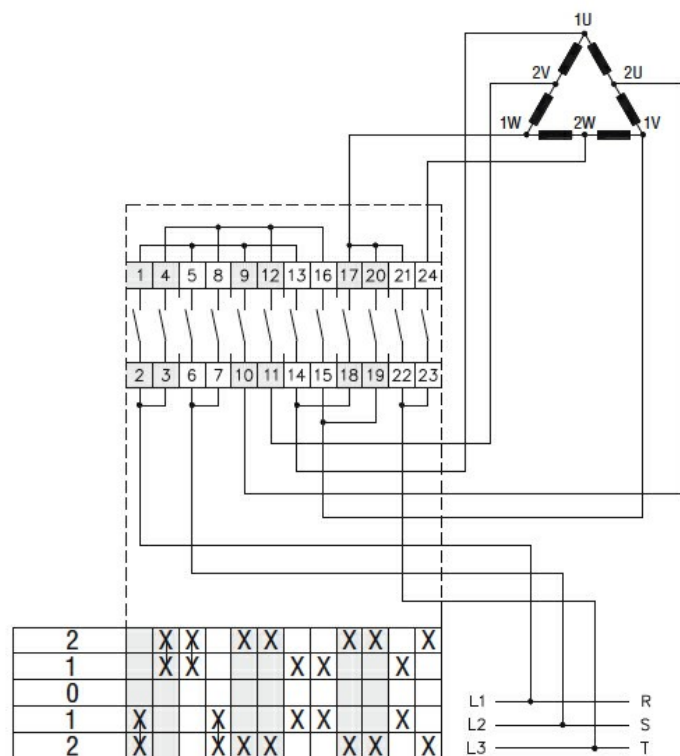 1U
2V 2U
1W 2W 1V
1 4 5 8 9 12 13 16 17 20 21 24
2 3 6 7 10 11 14 15 18 19 22 23
2 X X X X X X X
1 X X X X X
0
1 X X X X X
2 X X X X X X X
L1 R
L2 S
L3 T